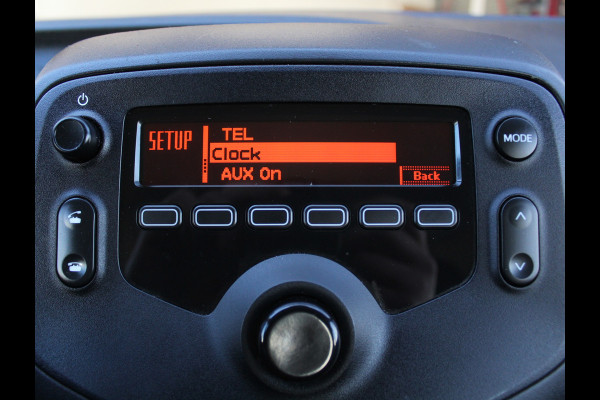 SETUP
TEL
Clock
AUX On
Back
MODE